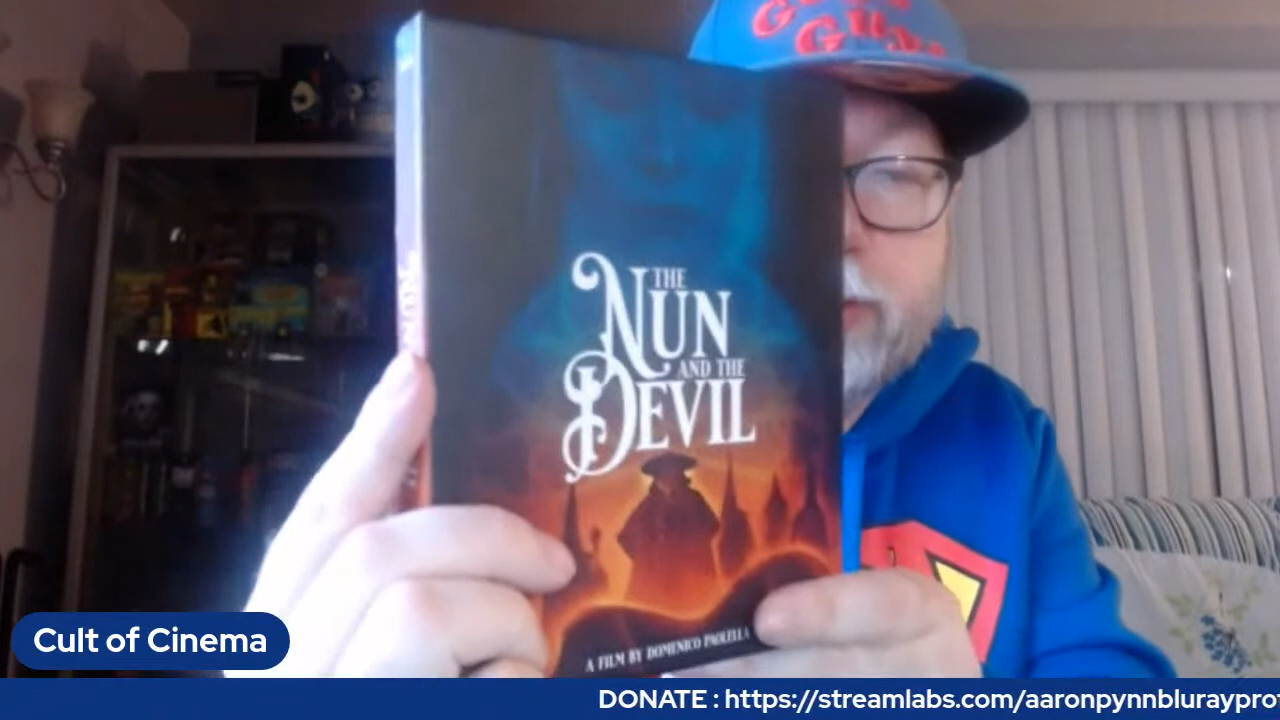 THE
NUN
AND THE
DEVIL
A FILM BY DOMENICO PAOLELLA
Cult of Cinema
DONATE : https://streamlabs.com/aaronpynnbluraypro